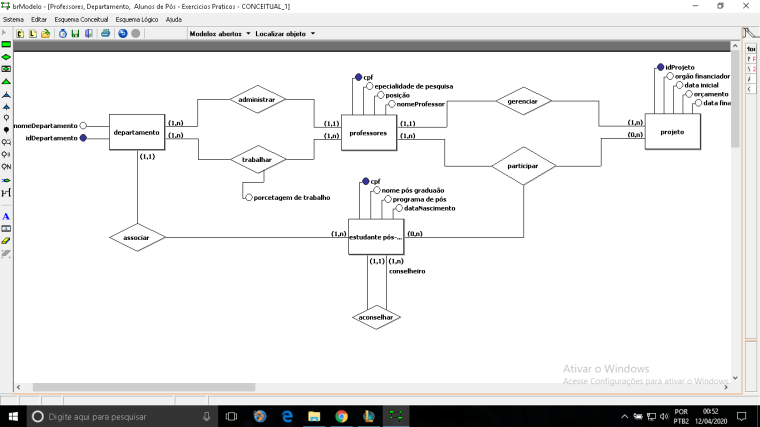 brModelo - [Professores, Departamento, Alunos de Pós - Exercicios Praticos - CONCEITUAL_1]
Sistema Editar Esquema Conceitual Esquema Lógico Ajuda
Modelos abertos Localizar objeto
cpf
epecialidade de pesquisa
posição
nomeProfessor
idProjeto
orgão financiador
data inicial
orçamento
data fina
administrar
gerenciar
nomeDepartamento
idDepartamento
departamento
(1,n)
(1,n)
(1,1)
(1,1)
(1,n)
professores
(1,1)
(1,n)
(1,n)
(0,n)
projeto
trabalhar
participar
porcetagem de trabalho
cpf
nome pós graduaão
programa de pós
dataNascimento
associar
(1,n)
estudante pós-...
(0,n)
(1,1)
(1,n)
conselheiro
aconselhar
Ativar o Windows
Acesse Configurações para ativar o Windows.
Digite aqui para pesquisar
POR
PTB2
00:52
12/04/2020